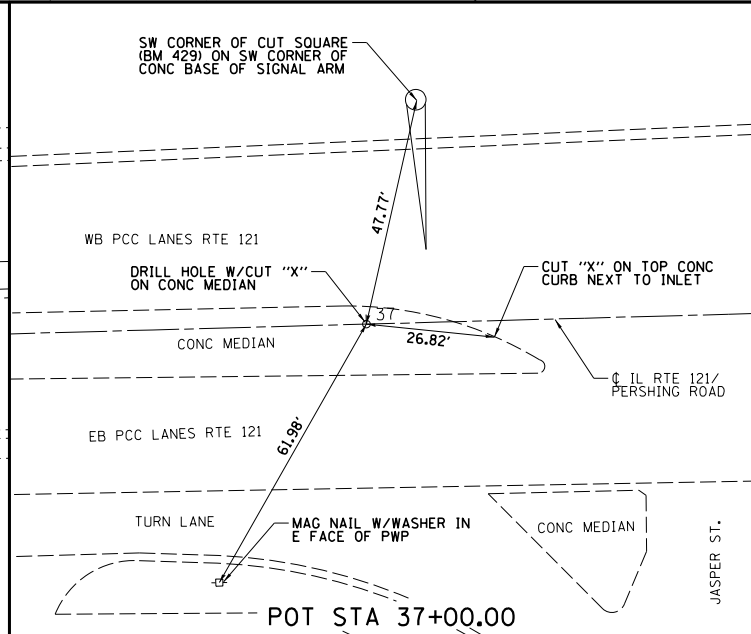 SW CORNER OF CUT SQUARE
(BM 429) ON SW CORNER OF
CONC BASE OF SIGNAL ARM
47.77'
WB PCC LANES RTE 121
DRILL HOLE W/CUT "X"
ON CONC MEDIAN
CUT "X" ON TOP CONC
CURB NEXT TO INLET
37
26.82'
CONC MEDIAN
℄ IL RTE 121/
PERSHING ROAD
61.98'
EB PCC LANES RTE 121
TURN LANE
MAG NAIL W/WASHER IN
E FACE OF PWP
CONC MEDIAN
JASPER ST.
POT STA 37+00.00